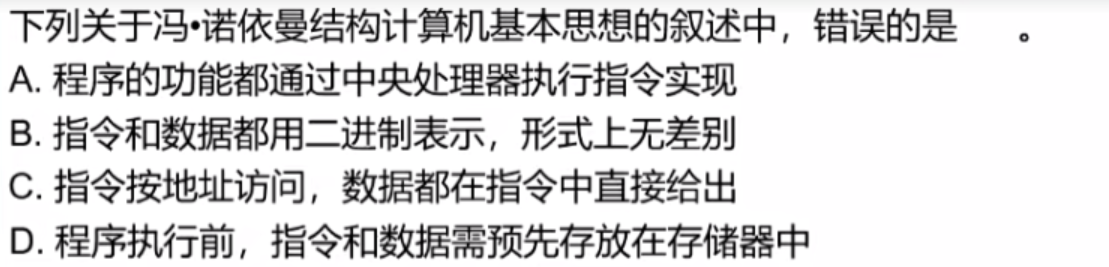 下列关于冯•诺依曼结构计算机基本思想的叙述中，错误的是  。
A. 程序的功能都通过中央处理器执行指令实现
B. 指令和数据都用二进制表示，形式上无差别
C. 指令按地址访问，数据都在指令中直接给出
D. 程序执行前，指令和数据需预先存放在存储器中